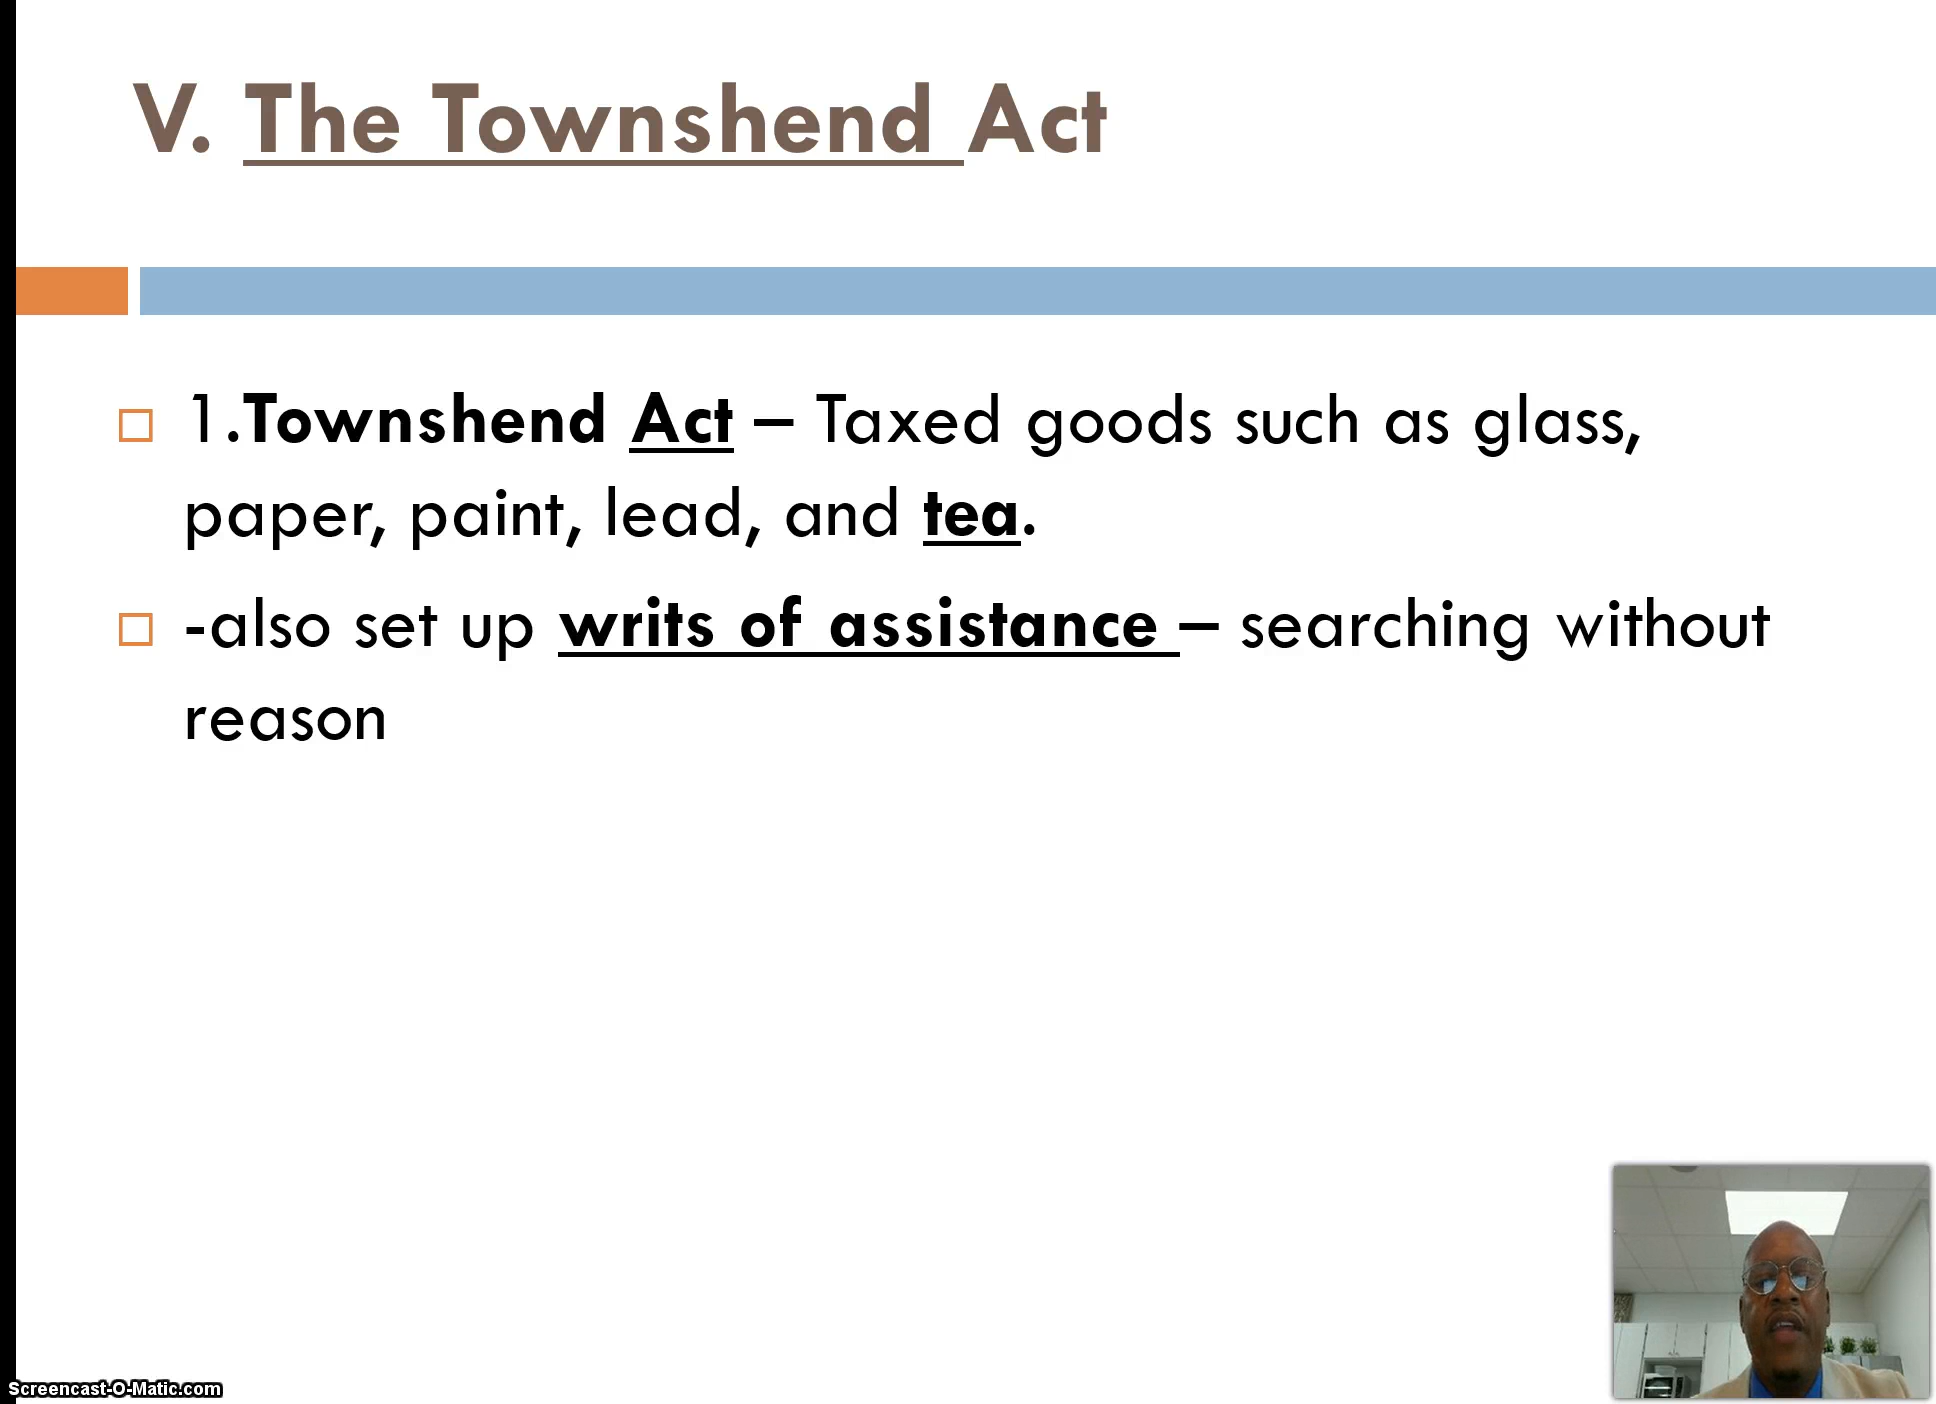 V. The Townshend Act
1.Townshend Act – Taxed goods such as glass,
paper, paint, lead, and tea.
-also set up writs of assistance – searching without
reason
Screencast-O-Matic.com